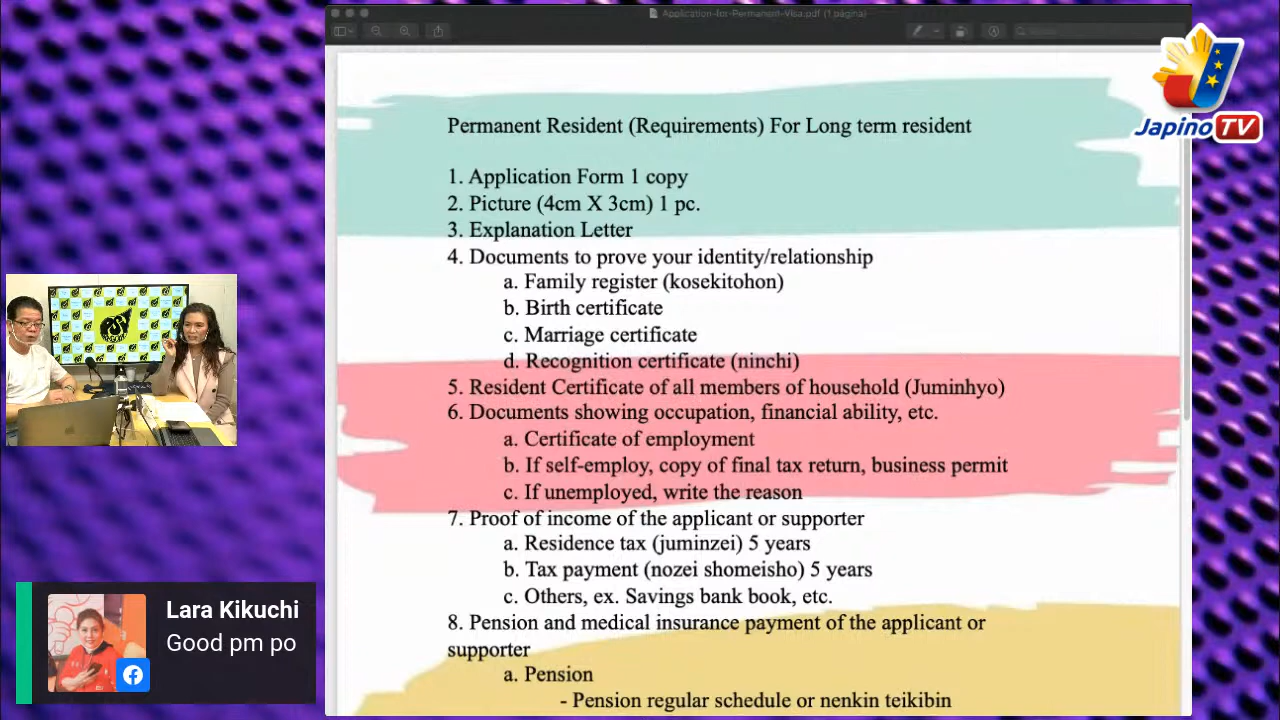 Application-for-Permanent-Visa.pdf (1 página)
Permanent Resident (Requirements) For Long term resident
1. Application Form 1 copy
2. Picture (4cm X 3cm) 1 pc.
3. Explanation Letter
4. Documents to prove your identity/relationship
a. Family register (kosekitohon)
b. Birth certificate
c. Marriage certificate
d. Recognition certificate (ninchi)
5. Resident Certificate of all members of household (Juminhyo)
6. Documents showing occupation, financial ability, etc.
a. Certificate of employment
b. If self-employ, copy of final tax return, business permit
c. If unemployed, write the reason
7. Proof of income of the applicant or supporter
a. Residence tax (juminzei) 5 years
b. Tax payment (nozei shomeisho) 5 years
c. Others, ex. Savings bank book, etc.
8. Pension and medical insurance payment of the applicant or
supporter
a. Pension
- Pension regular schedule or nenkin teikibin
Japino TV
Lara Kikuchi
Good pm po